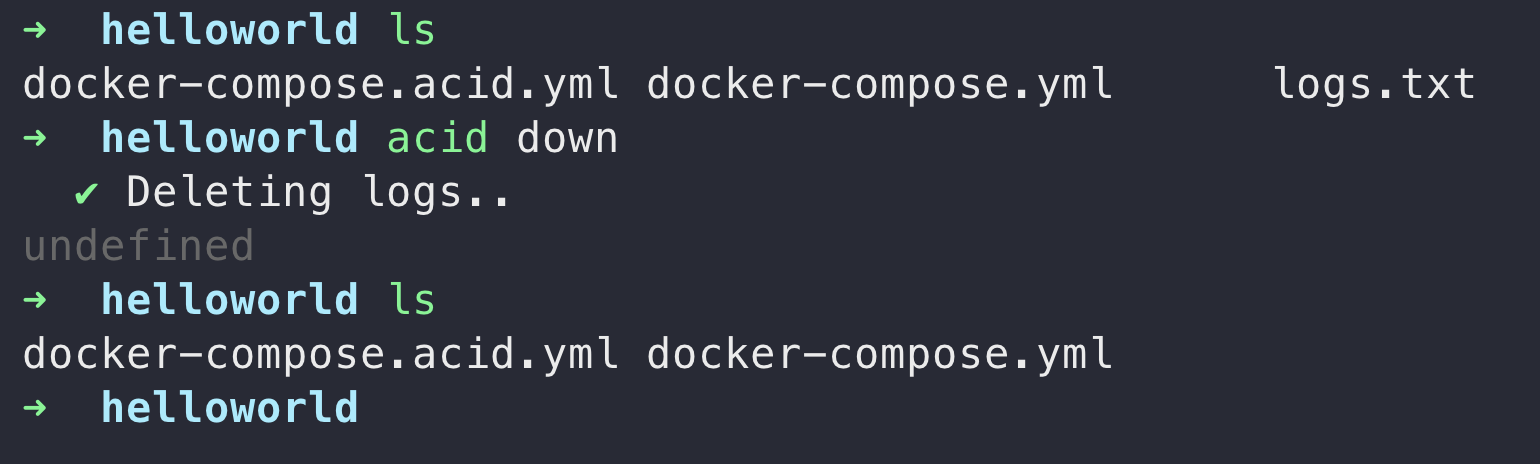 ➜ helloworld ls
docker-compose.acid.yml docker-compose.yml logs.txt
➜ helloworld acid down
✔ Deleting logs..
undefined
➜ helloworld ls
docker-compose.acid.yml docker-compose.yml
➜ helloworld